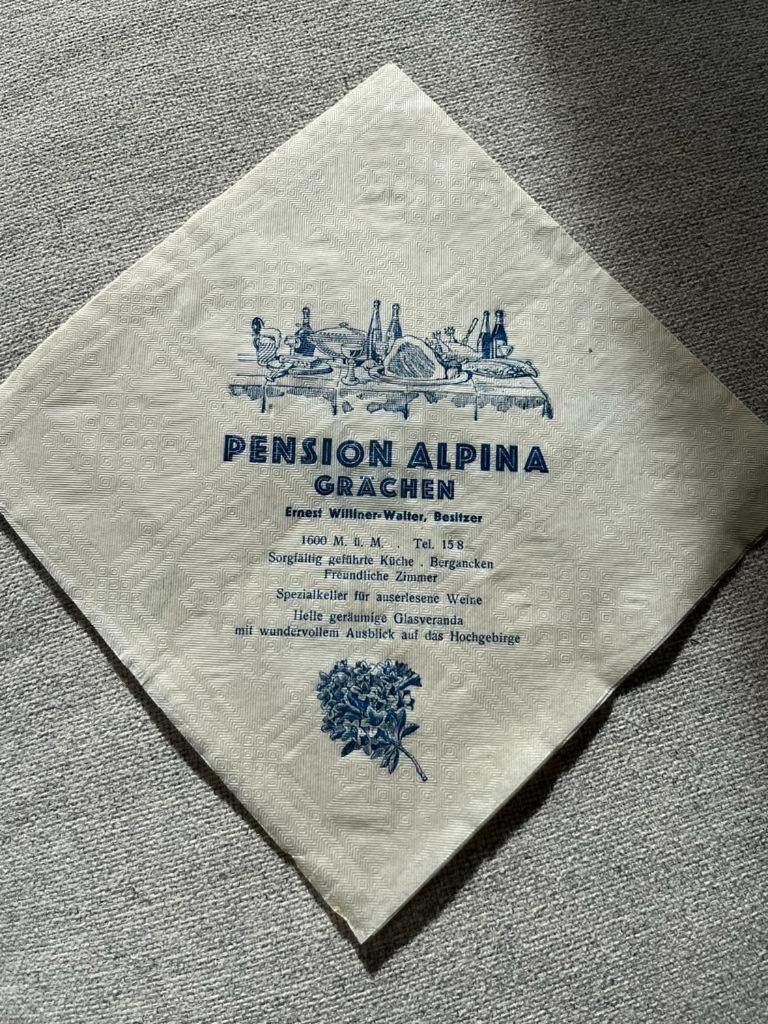 PENSION ALPINA
GRÄCHEN
Ernest Williner-Walter, Besitzer
1600 M. ü. M. . Tel. 15 8
Sorgfältig geführte Küche . Bergancken
Freundliche Zimmer
Spezialkeller für auserlesene Weine
Helle geräumige Glasveranda
mit wundervollem Ausblick auf das Hochgebirge